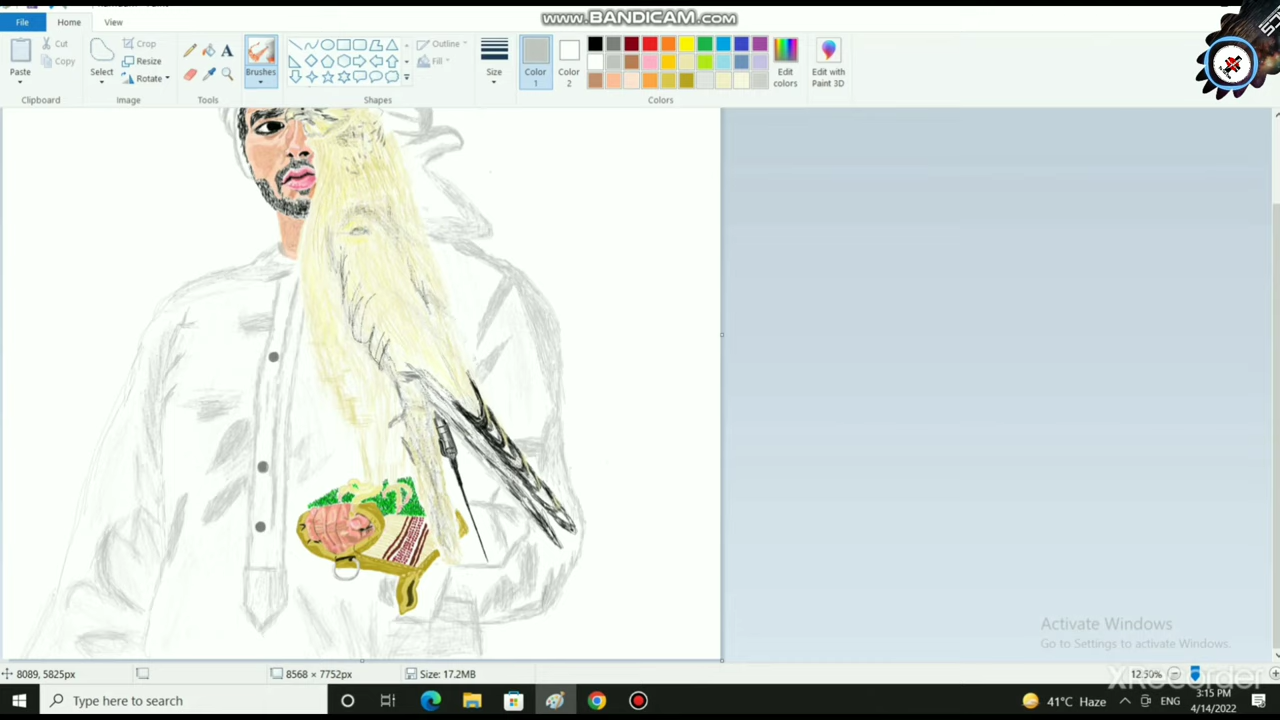 www.BANDICAM.com
File Home View
Paste
Cut
Copy
Clipboard
Select
Crop
Resize
Rotate
Image
A
Tools
Brushes
Outline
Fill
Shapes
Size
Color 1
Color 2
Edit colors
Edit with Paint 3D
Colors
Activate Windows
Go to Settings to activate Windows.
8089, 5825px
8568 × 7752px
Size: 17.2MB
12.50%
XRecorder
Type here to search
41°C Haze
ENG
3:15 PM
4/14/2022